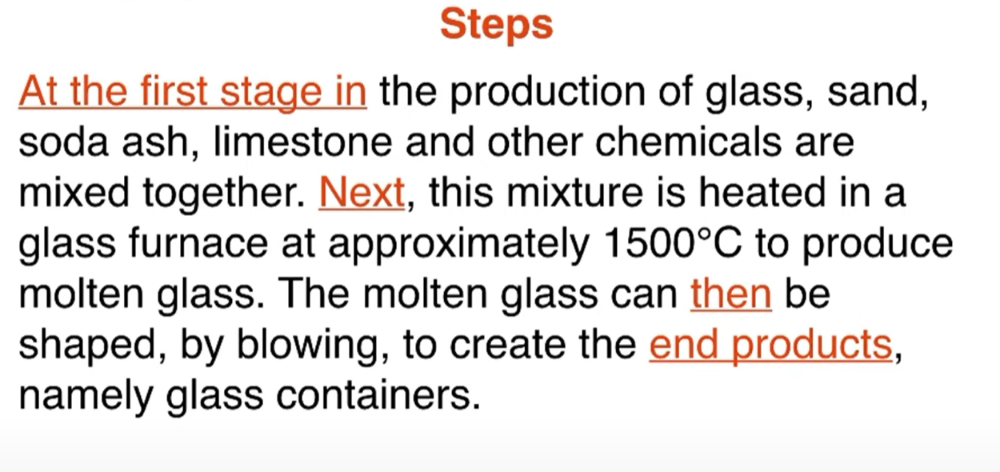 Steps
At the first stage in the production of glass, sand,
soda ash, limestone and other chemicals are
mixed together. Next, this mixture is heated in a
glass furnace at approximately 1500°C to produce
molten glass. The molten glass can then be
shaped, by blowing, to create the end products,
namely glass containers.